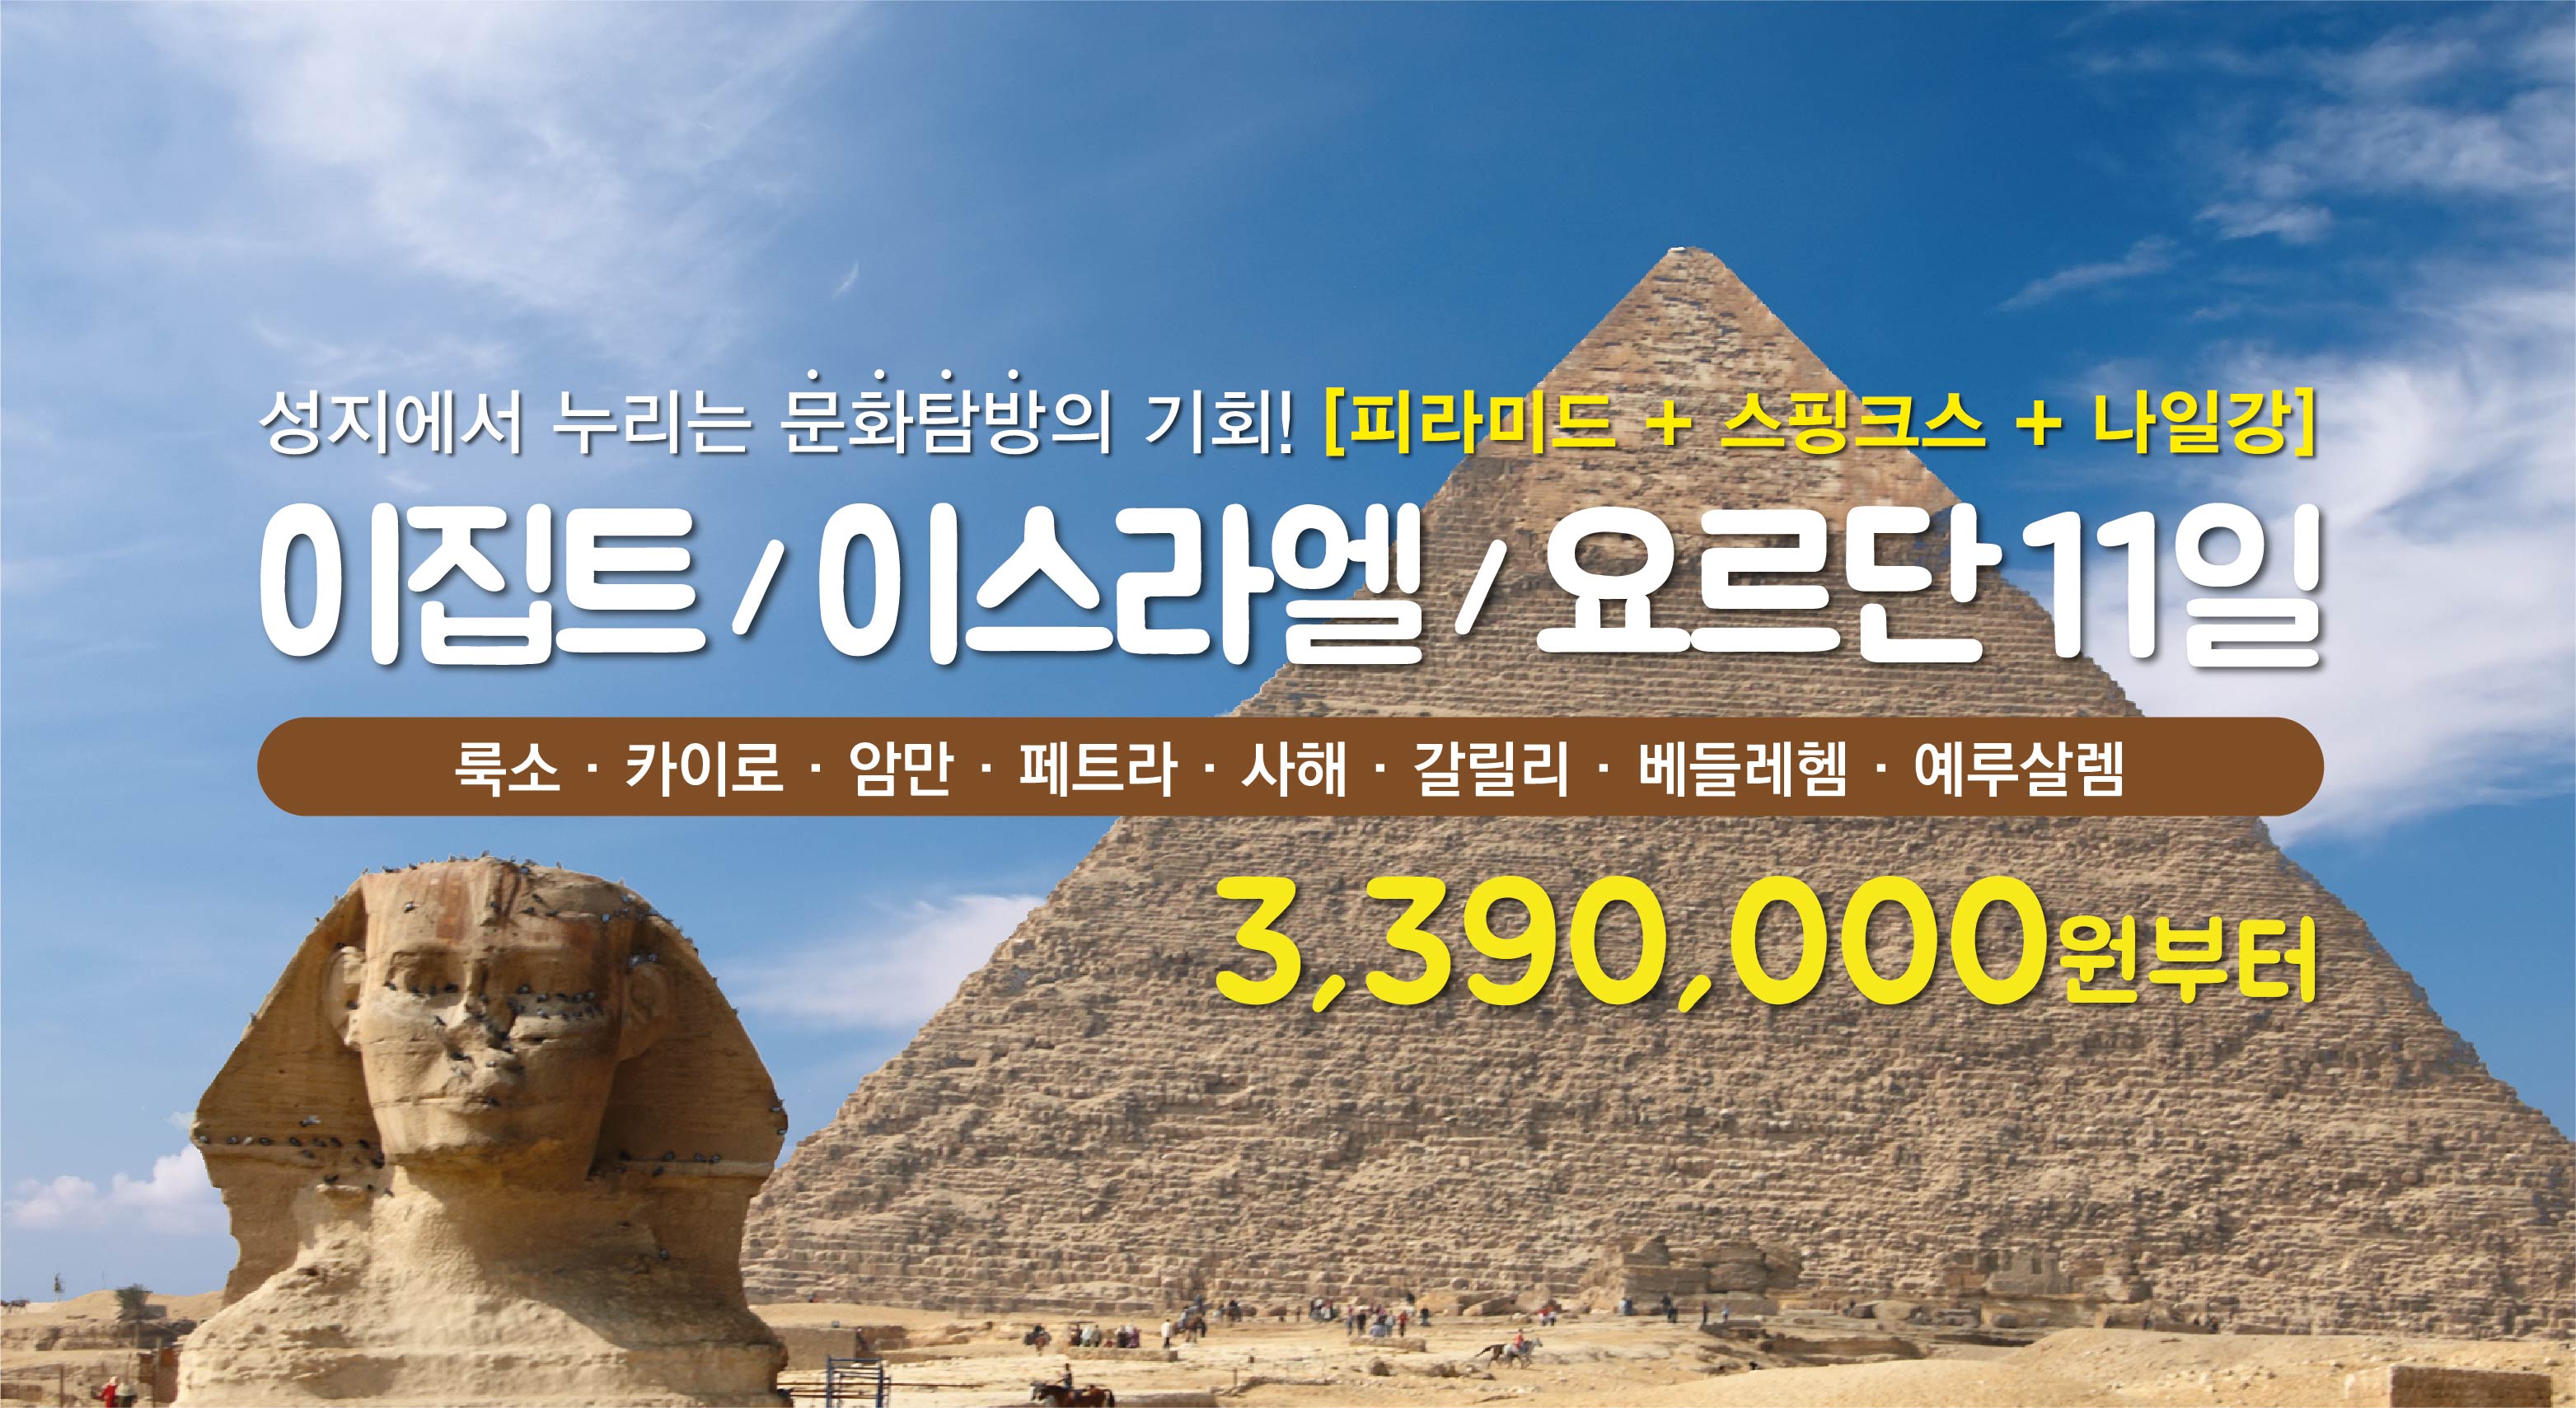 성지에서 누리는 문화탐방의 기회! [피라미드 + 스핑크스 + 나일강]
이집트 / 이스라엘 / 요르단 11일
룩소 · 카이로 · 암만 · 페트라 · 사해 · 갈릴리 · 베들레헴 · 예루살렘
3,390,000원부터